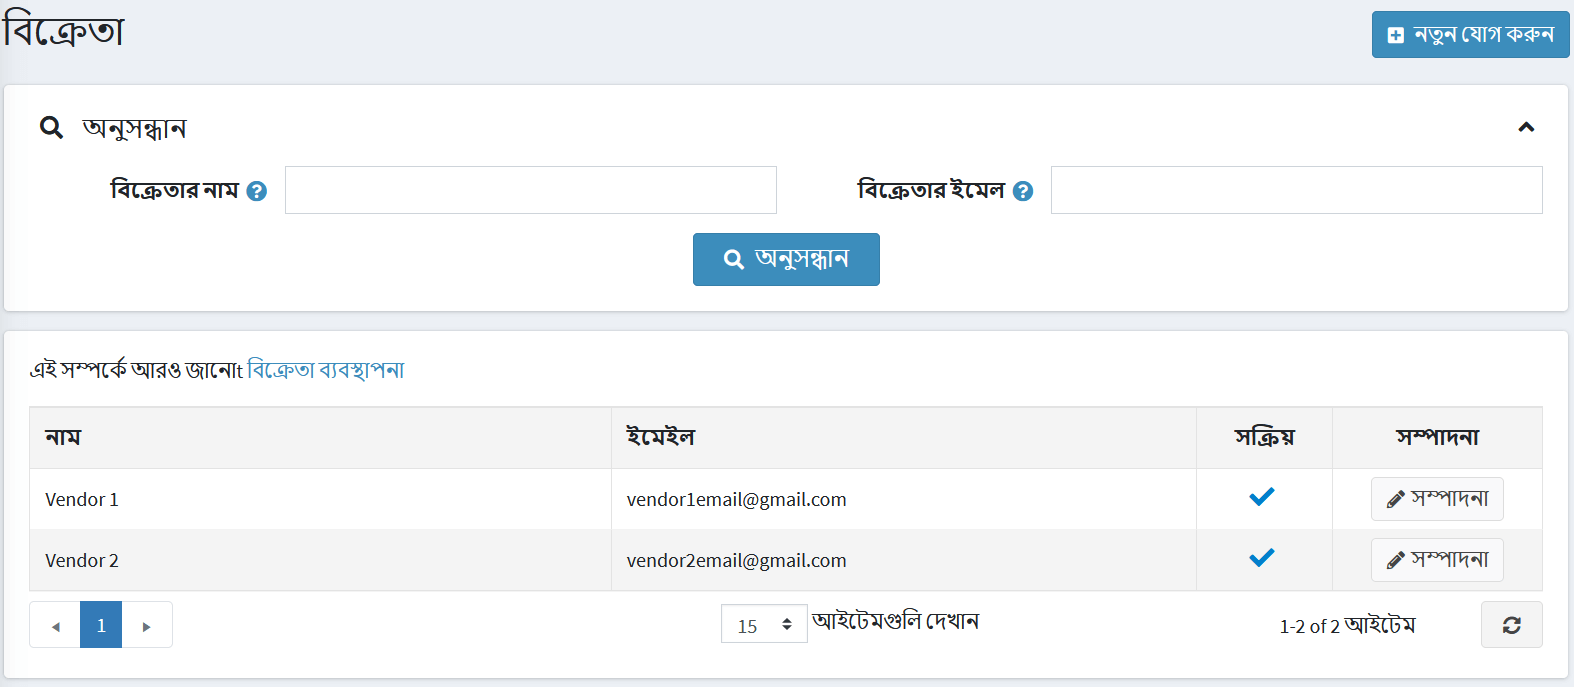 বিক্রেতা
নতুন যোগ করুন
অনুসন্ধান
বিক্রেতার নাম ?
বিক্রেতার ইমেল ?
অনুসন্ধান
এই সম্পর্কে আরও জানোt বিক্রেতা ব্যবস্থাপনা
নাম ইমেইল সক্রিয় সম্পাদনা
Vendor 1 vendor1email@gmail.com সম্পাদনা
Vendor 2 vendor2email@gmail.com সম্পাদনা
1 15 আইটেমগুলি দেখান 1-2 of 2 আইটেম